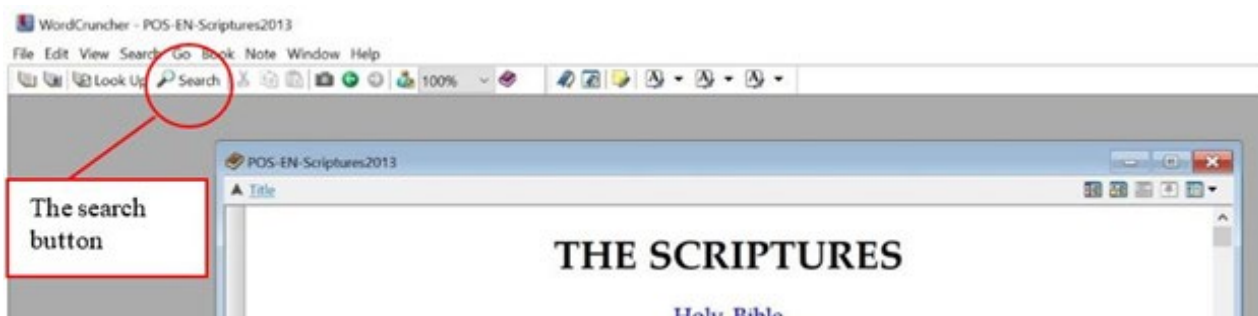 WordCruncher - POS-EN-Scriptures2013
File Edit View Search Go Book Note Window Help
Look Up Search 100%
POS-EN-Scriptures2013
Title
The search
button
THE SCRIPTURES
Holy Bible